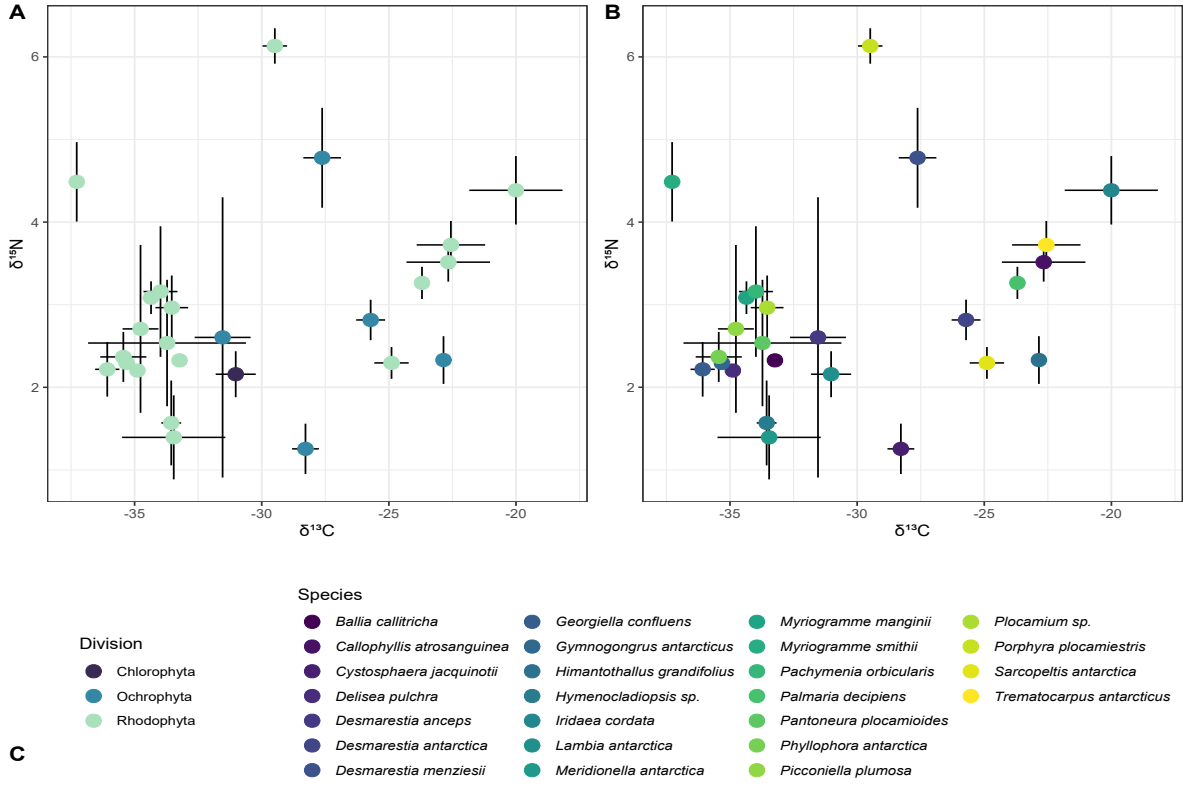 A
B
6
4
2
δ¹⁵N
-35
-30
-25
-20
δ¹³C
6
4
2
δ¹⁵N
-35
-30
-25
-20
δ¹³C
Division
Chlorophyta
Ochrophyta
Rhodophyta
Species
Ballia callitricha
Callophyllis atrosanguinea
Cystosphaera jacquinotii
Delisea pulchra
Desmarestia anceps
Desmarestia antarctica
Desmarestia menziesii
Georgiella confluens
Gymnogongrus antarcticus
Himantothallus grandifolius
Hymenocladiopsis sp.
Iridaea cordata
Lambia antarctica
Meridionella antarctica
Myriogramme manginii
Myriogramme smithii
Pachymenia orbicularis
Palmaria decipiens
Pantoneura plocamioides
Phyllophora antarctica
Picconiella plumosa
Plocamium sp.
Porphyra plocamiestris
Sarcopeltis antarctica
Trematocarpus antarcticus
C